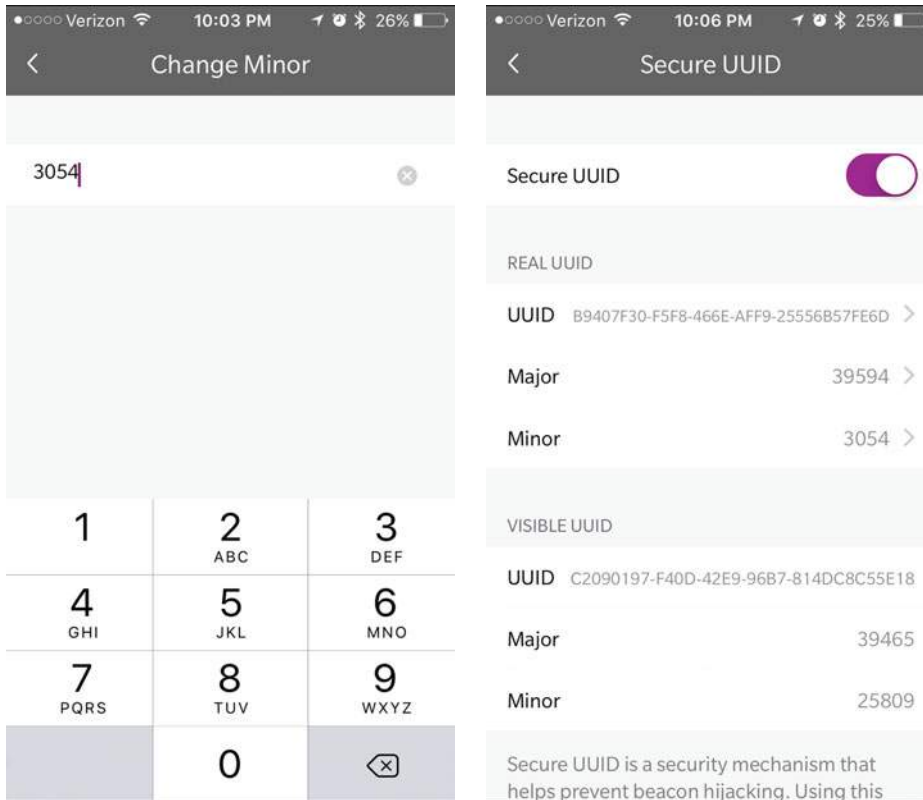 Verizon 10:03 PM 26%
Change Minor
3054
1
2
ABC
3
DEF
4
GHI
5
JKL
6
MNO
7
PQRS
8
TUV
9
WXYZ
0
Verizon 10:06 PM 25%
Secure UUID
Secure UUID
REAL UUID
UUID B9407F30-F5F8-466E-AFF9-25556B57FE6D
Major 39594
Minor 3054
VISIBLE UUID
UUID C2090197-F40D-42E9-96B7-814DC8C55E18
Major 39465
Minor 25809
Secure UUID is a security mechanism that
helps prevent beacon hijacking. Using this